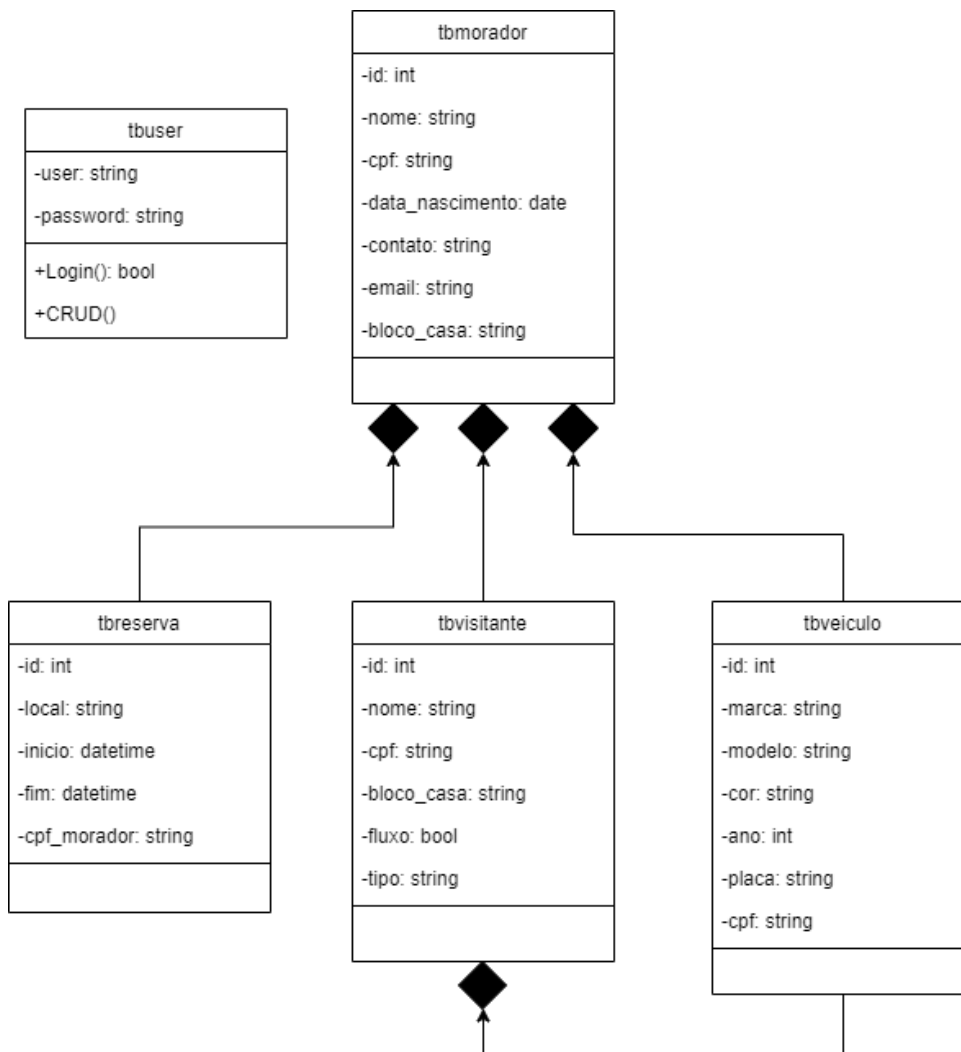 tbmorador
-id: int
-nome: string
-cpf: string
-data_nascimento: date
-contato: string
-email: string
-bloco_casa: string
tbuser
-user: string
-password: string
+Login(): bool
+CRUD()
tbreserva
-id: int
-local: string
-inicio: datetime
-fim: datetime
-cpf_morador: string
tbvisitante
-id: int
-nome: string
-cpf: string
-bloco_casa: string
-fluxo: bool
-tipo: string
tbveiculo
-id: int
-marca: string
-modelo: string
-cor: string
-ano: int
-placa: string
-cpf: string